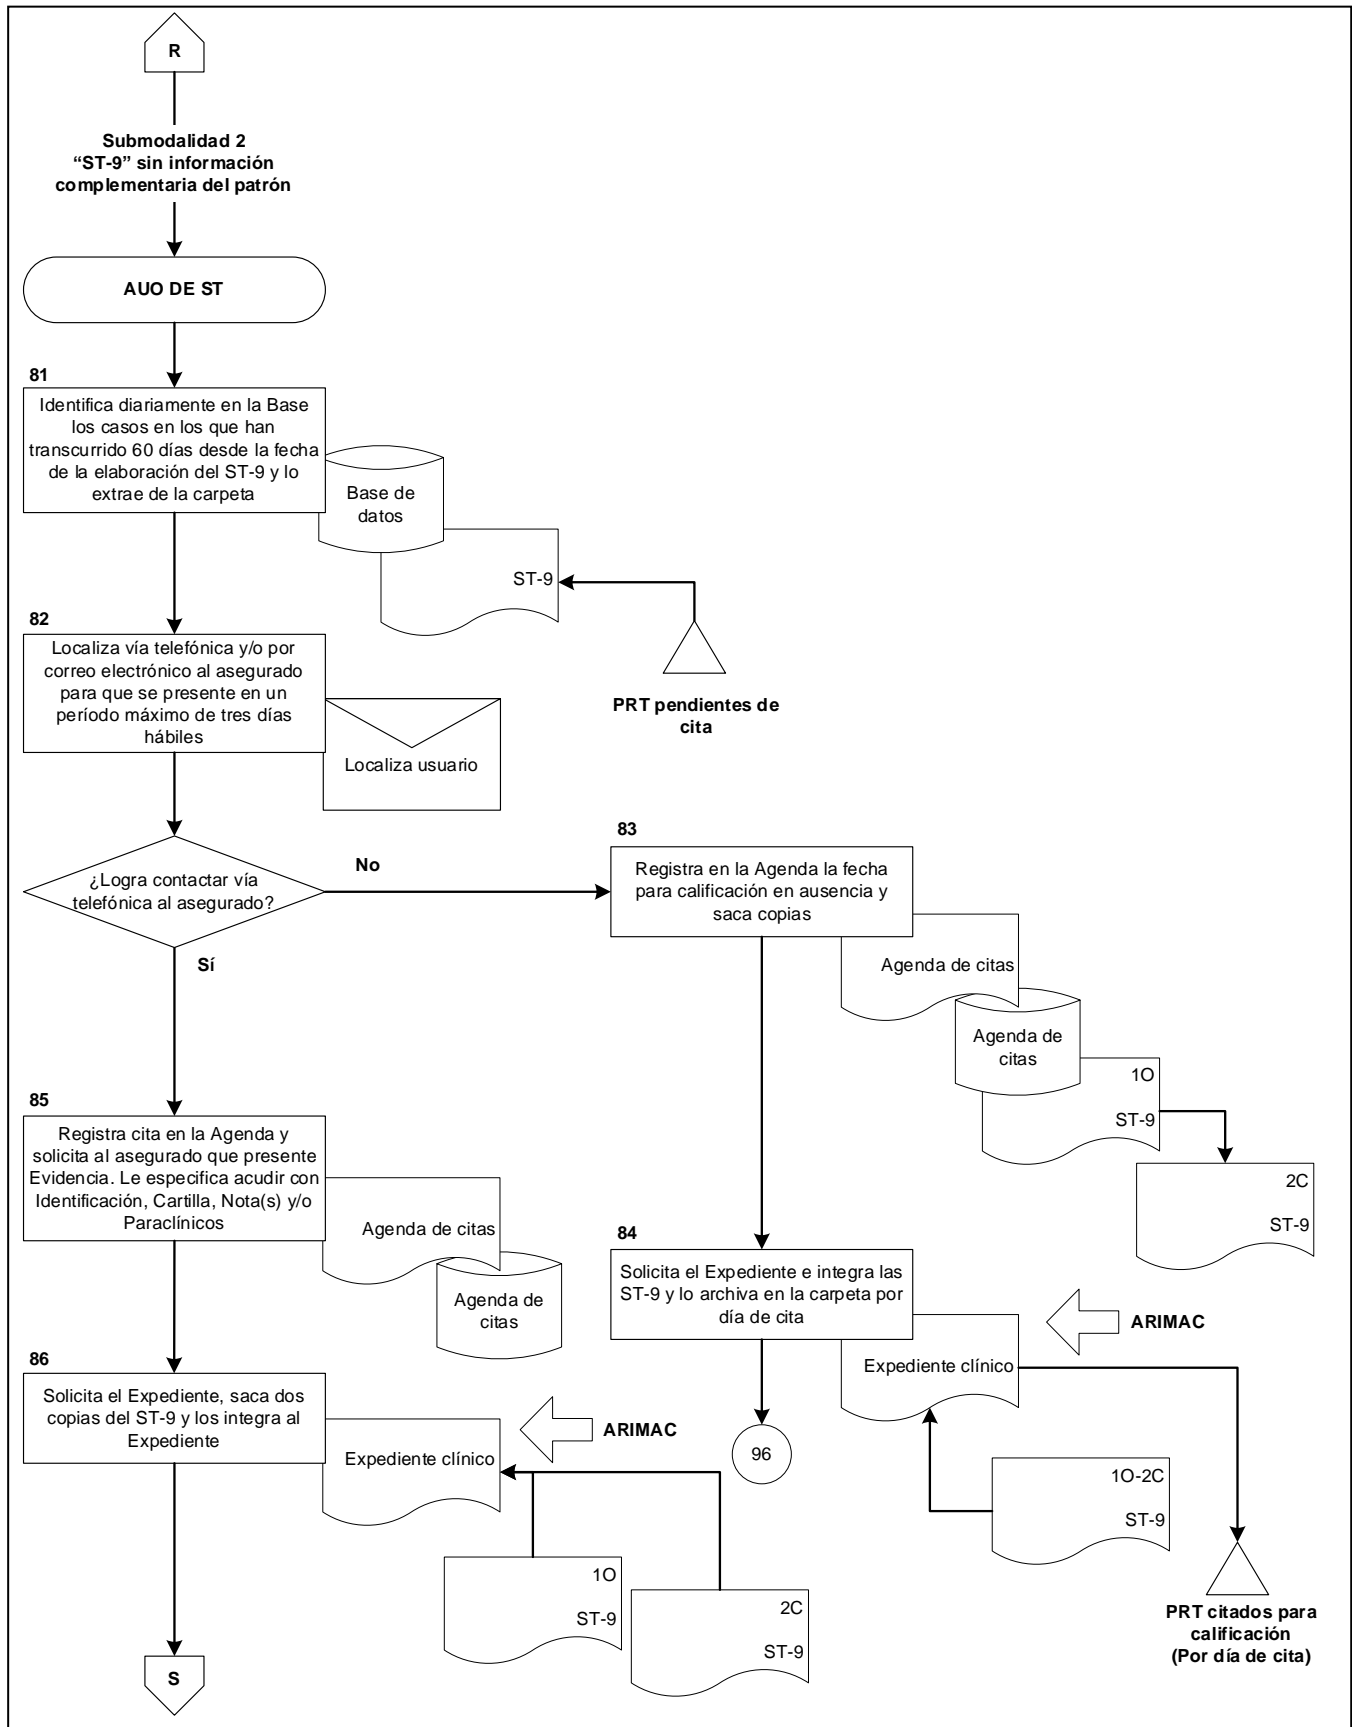 R
Submodalidad 2
“ST-9” sin información
complementaria del patrón
AUO DE ST
81
Identifica diariamente en la Base
los casos en los que han
transcurrido 60 días desde la fecha
de la elaboración del ST-9 y lo
extrae de la carpeta
Base de
datos
ST-9
PRT pendientes de
cita
82
Localiza vía telefónica y/o por
correo electrónico al asegurado
para que se presente en un
período máximo de tres días
hábiles
Localiza usuario
¿Logra contactar vía
telefónica al asegurado?
No
Sí
83
Registra en la Agenda la fecha
para calificación en ausencia y
saca copias
Agenda de citas
Agenda de
citas
1O
ST-9
2C
ST-9
84
Solicita el Expediente e integra las
ST-9 y lo archiva en la carpeta por
día de cita
ARIMAC
Expediente clínico
96
1O-2C
ST-9
PRT citados para
calificación
(Por día de cita)
85
Registra cita en la Agenda y
solicita al asegurado que presente
Evidencia. Le especifica acudir con
Identificación, Cartilla, Nota(s) y/o
Paraclínicos
Agenda de citas
Agenda de
citas
86
Solicita el Expediente, saca dos
copias del ST-9 y los integra al
Expediente
ARIMAC
Expediente clínico
1O
ST-9
2C
ST-9
S